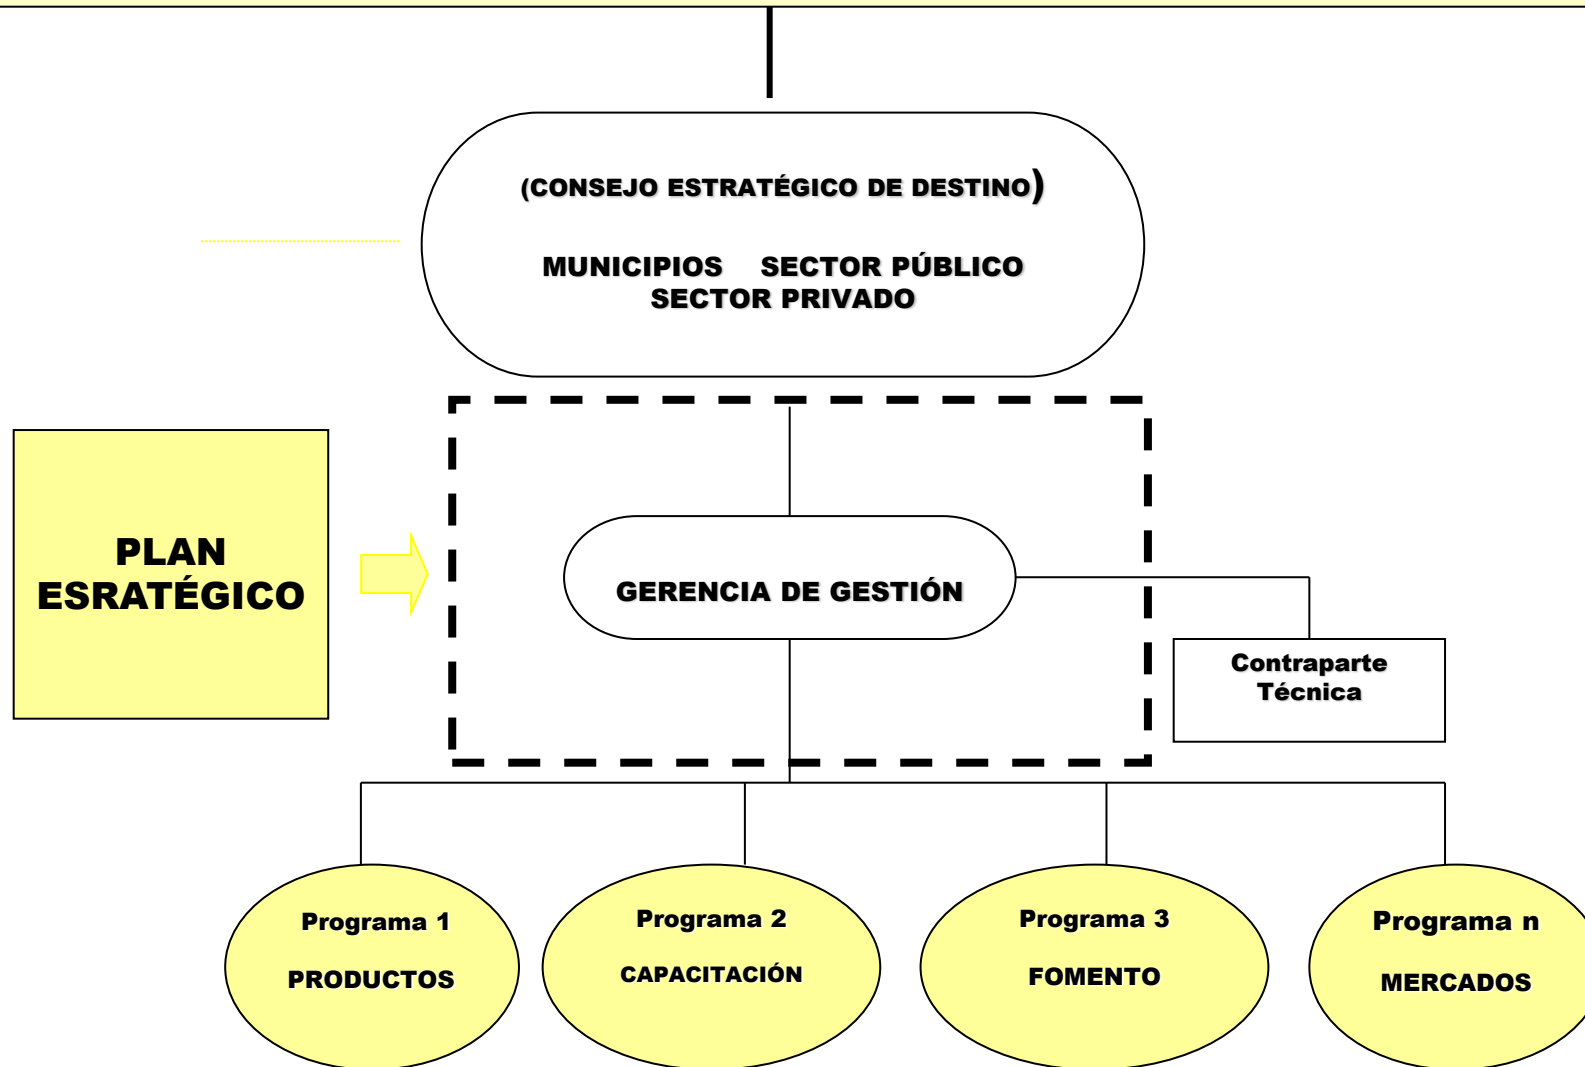 (CONSEJO ESTRATÉGICO DE DESTINO)
MUNICIPIOS SECTOR PÚBLICO
SECTOR PRIVADO
PLAN
ESRATÉGICO
GERENCIA DE GESTIÓN
Contraparte
Técnica
Programa 1
PRODUCTOS
Programa 2
CAPACITACIÓN
Programa 3
FOMENTO
Programa n
MERCADOS